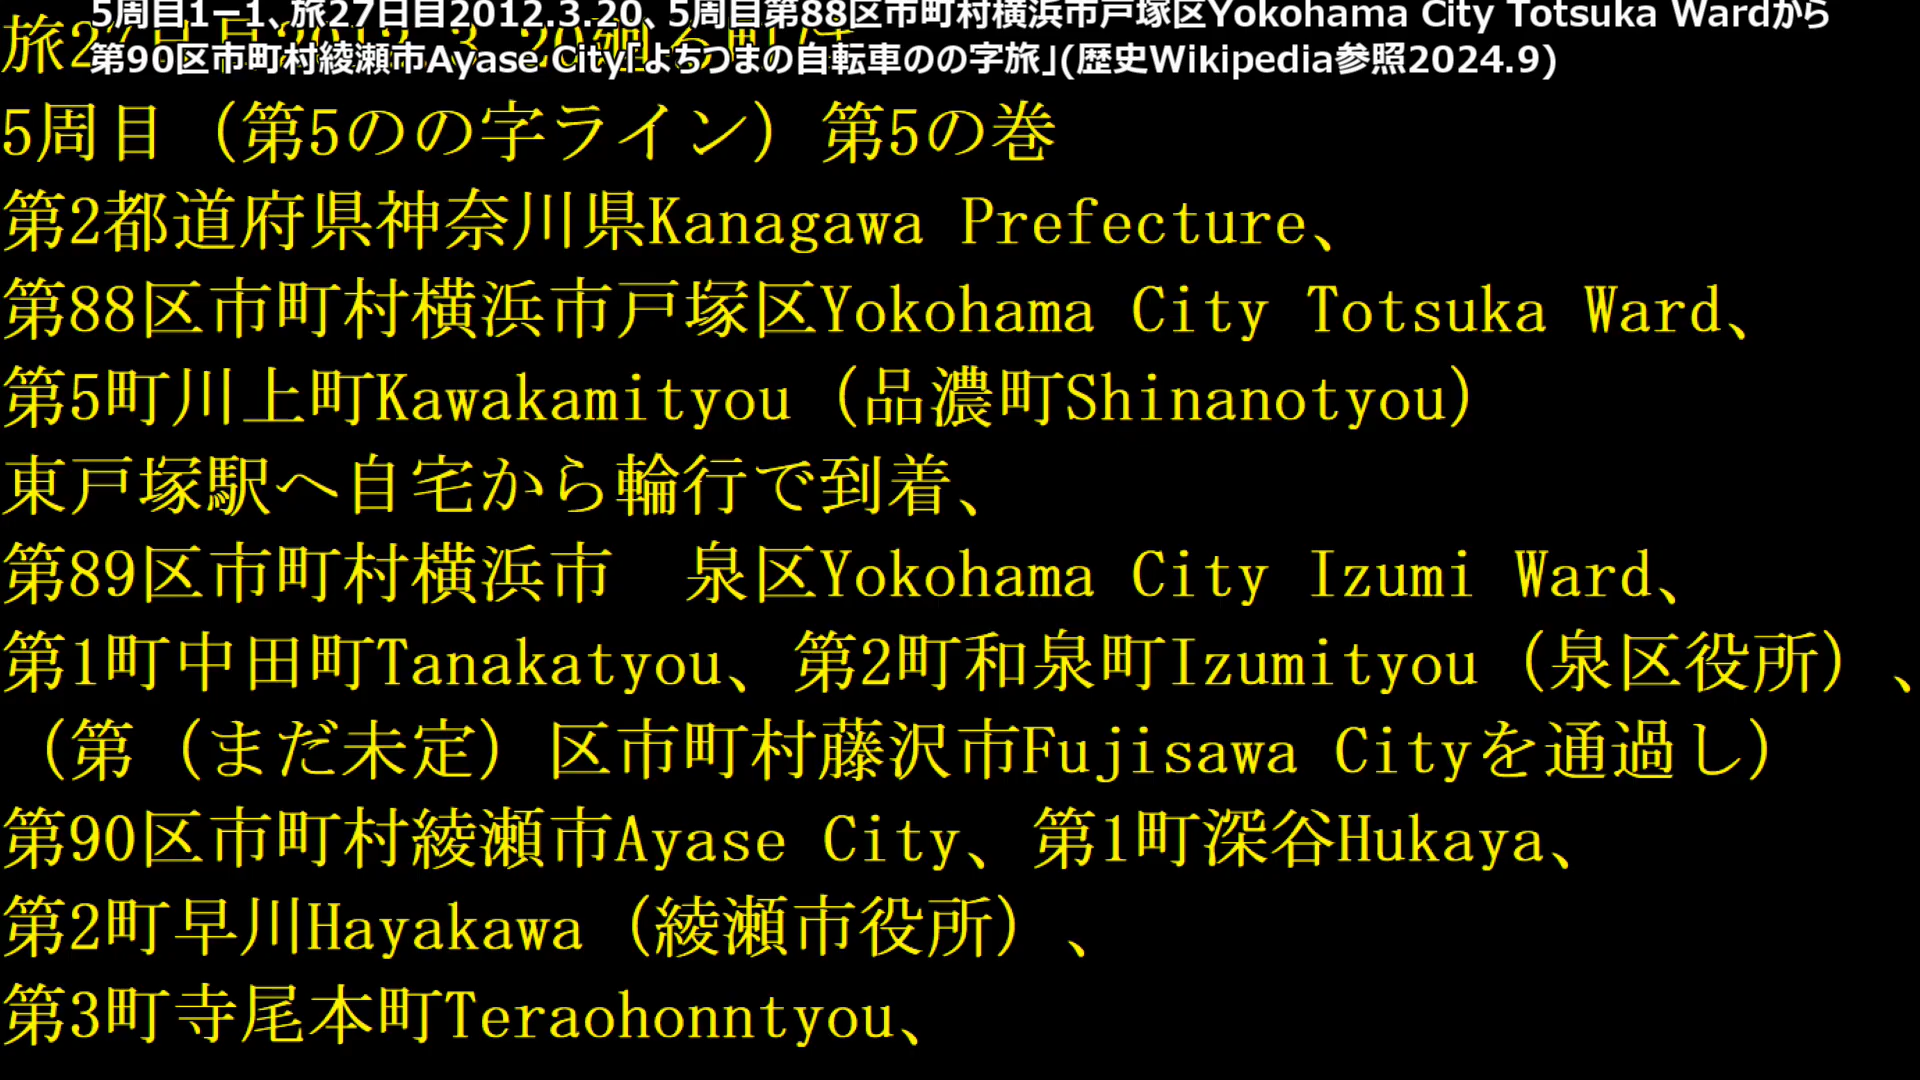 5周目1ー1、旅27日目2012.3.20、5周目第88区市町村横浜市戸塚区Yokohama City Totsuka Wardから
第90区市町村綾瀬市Ayase City「よちつまの自転車のの字旅」(歴史Wikipedia参照2024.9)
旅27日目2012.3.20廻る町は
5周目（第5のの字ライン）第5の巻
第2都道府県神奈川県Kanagawa Prefecture、
第88区市町村横浜市戸塚区Yokohama City Totsuka Ward、
第5町川上町Kawakamityou（品濃町Shinanotyou）
東戸塚駅へ自宅から輪行で到着、
第89区市町村横浜市　泉区Yokohama City Izumi Ward、
第1町中田町Tanakatyou、第2町和泉町Izumityou（泉区役所）、
（第（まだ未定）区市町村藤沢市Fujisawa Cityを通過し）
第90区市町村綾瀬市Ayase City、第1町深谷Hukaya、
第2町早川Hayakawa（綾瀬市役所）、
第3町寺尾本町Teraohonntyou、